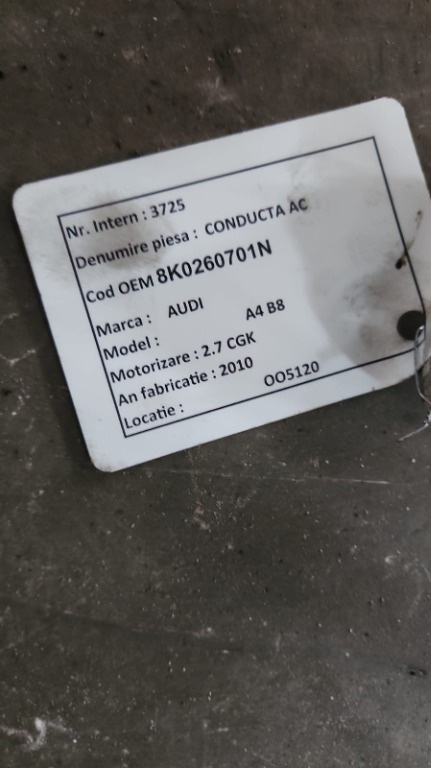 Nr. Intern : 3725
Denumire piesa : CONDUCTA AC
Cod OEM 8K0260701N
Marca : AUDI
Model : A4 B8
Motorizare : 2.7 CGK
An fabricatie : 2010
Locatie : OO5120